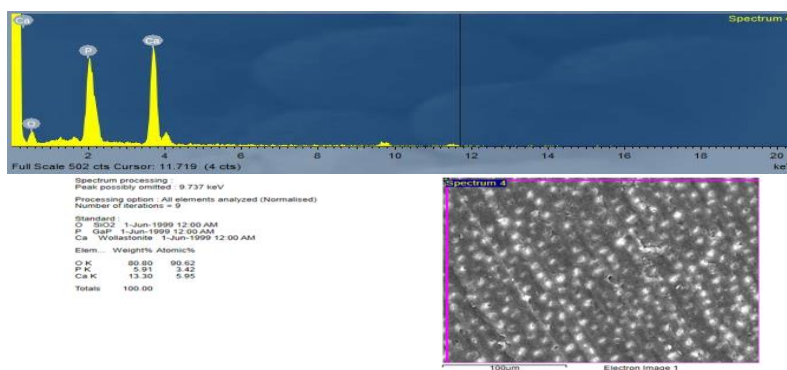 Spectrum 4
Ca
P
Ca
O
2 4 6 8 10 12 14 16 18 20
Full Scale 502 cts Cursor: 11.719 (4 cts) keV
Spectrum processing :
Peak possibly omitted : 9.737 keV
Processing option : All elements analyzed (Normalised)
Number of iterations = 9
Standard :
O SiO2 1-Jun-1999 12:00 AM
P GaP 1-Jun-1999 12:00 AM
Ca Wollastonite 1-Jun-1999 12:00 AM
Elem... Weight% Atomic%
O K 80.80 90.62
P K 5.91 3.42
Ca K 13.30 5.95
Totals 100.00
Spectrum 4
100µm Electron Image 1